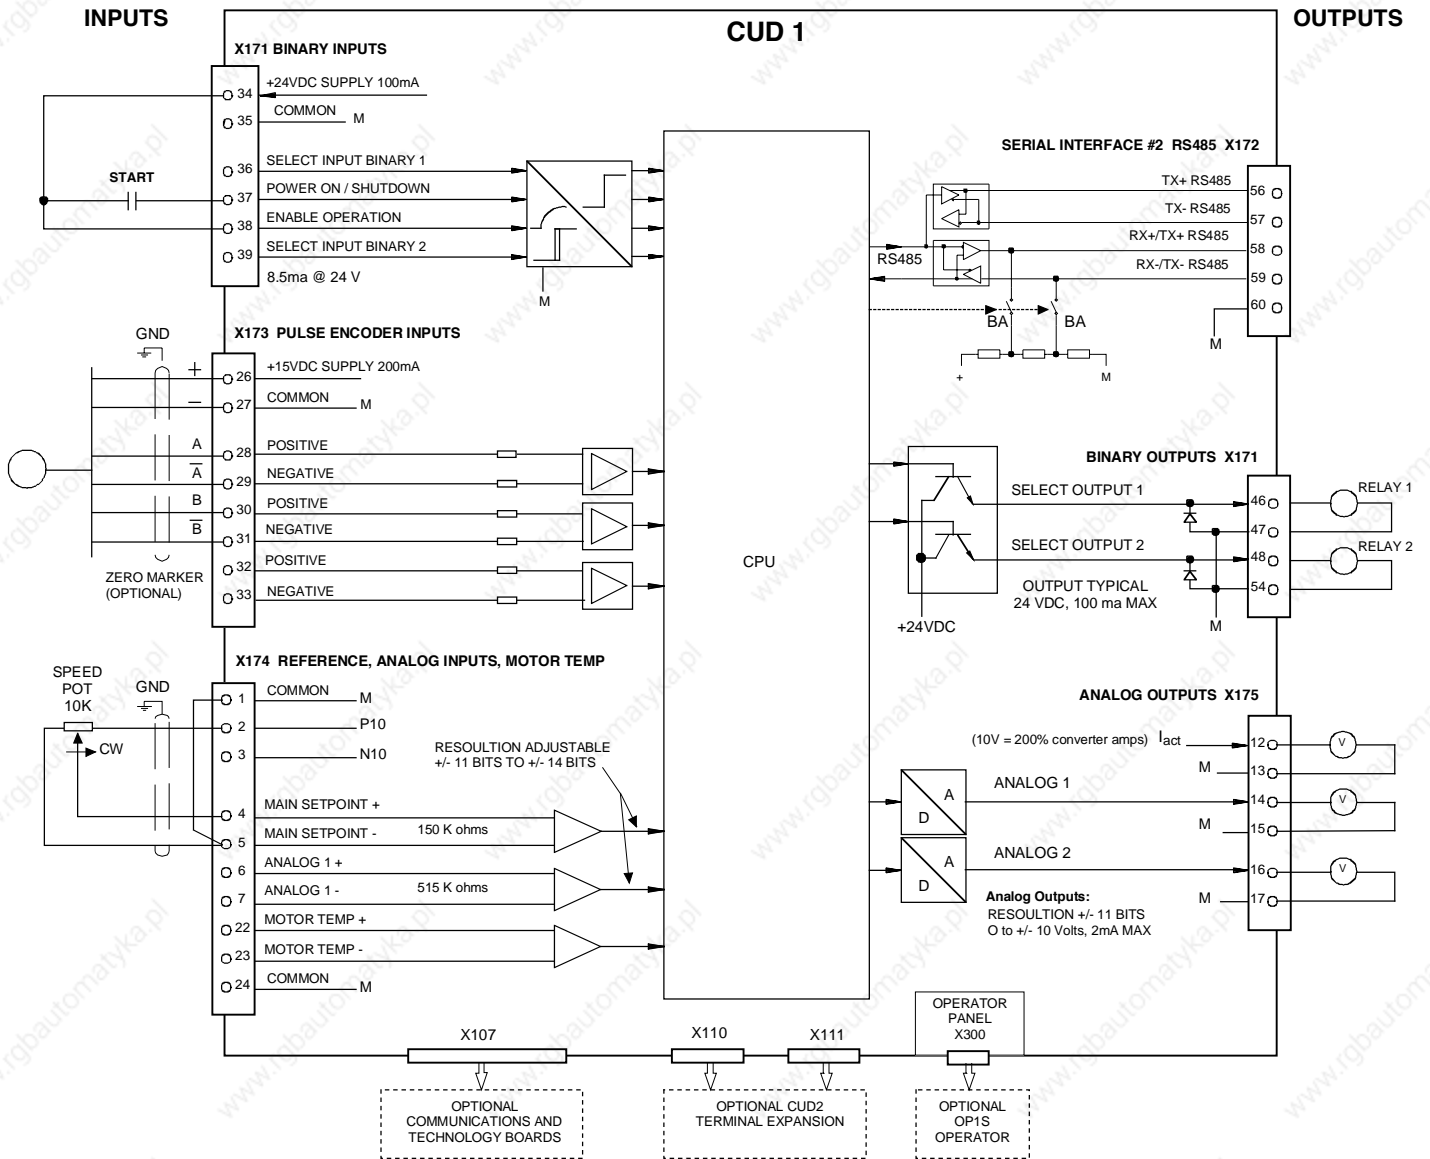 INPUTS
CUD 1
OUTPUTS
X171 BINARY INPUTS
34
+24VDC SUPPLY 100mA
35
COMMON
M
36
SELECT INPUT BINARY 1
START
37
POWER ON / SHUTDOWN
38
ENABLE OPERATION
39
SELECT INPUT BINARY 2
8.5ma @ 24 V
M
GND
X173 PULSE ENCODER INPUTS
+
26
+15VDC SUPPLY 200mA
–
27
COMMON
M
A
28
POSITIVE
A
29
NEGATIVE
B
30
POSITIVE
B
31
NEGATIVE
32
POSITIVE
ZERO MARKER
(OPTIONAL)
33
NEGATIVE
X174 REFERENCE, ANALOG INPUTS, MOTOR TEMP
SPEED
POT
10K
GND
CW
1
COMMON
M
2
P10
3
N10
RESOULTION ADJUSTABLE
+/- 11 BITS TO +/- 14 BITS
4
MAIN SETPOINT +
5
MAIN SETPOINT -
150 K ohms
6
ANALOG 1 +
7
ANALOG 1 -
515 K ohms
22
MOTOR TEMP +
23
MOTOR TEMP -
24
COMMON
M
CPU
SERIAL INTERFACE #2 RS485 X172
TX+ RS485
56
TX- RS485
57
RX+/TX+ RS485
58
RS485
RX-/TX- RS485
59
60
M
BA
BA
+
M
BINARY OUTPUTS X171
SELECT OUTPUT 1
46
RELAY 1
47
SELECT OUTPUT 2
48
RELAY 2
OUTPUT TYPICAL
24 VDC, 100 ma MAX
54
+24VDC
M
ANALOG OUTPUTS X175
(10V = 200% converter amps) Iact
12
V
M
13
A
D
ANALOG 1
14
V
M
15
A
D
ANALOG 2
16
V
M
17
Analog Outputs:
RESOULTION +/- 11 BITS
O to +/- 10 Volts, 2mA MAX
X107
X110
X111
OPERATOR
PANEL
X300
OPTIONAL
COMMUNICATIONS AND
TECHNOLOGY BOARDS
OPTIONAL CUD2
TERMINAL EXPANSION
OPTIONAL
OP1S
OPERATOR
www.rgbautomatyka.pl